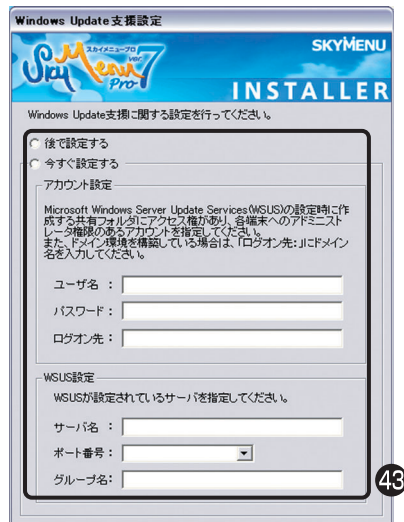 Windows Update支援設定
SKYMENU
スカイメニュープロ
ver.
Sky Menu Pro 7
INSTALLER
Windows Update支援に関する設定を行ってください。
後で設定する
今すぐ設定する
アカウント設定
Microsoft Windows Server Update Services(WSUS)の設定時に作
成する共有フォルダにアクセス権があり、各端末へのアドミニスト
レータ権限のあるアカウントを指定してください。
また、ドメイン環境を構築している場合は、「ログオン先:」にドメイン
名を入力してください。
ユーザ名 :
パスワード :
ログオン先 :
WSUS設定
WSUSが設定されているサーバを指定してください。
サーバ名 :
ポート番号 :
グループ名:
43